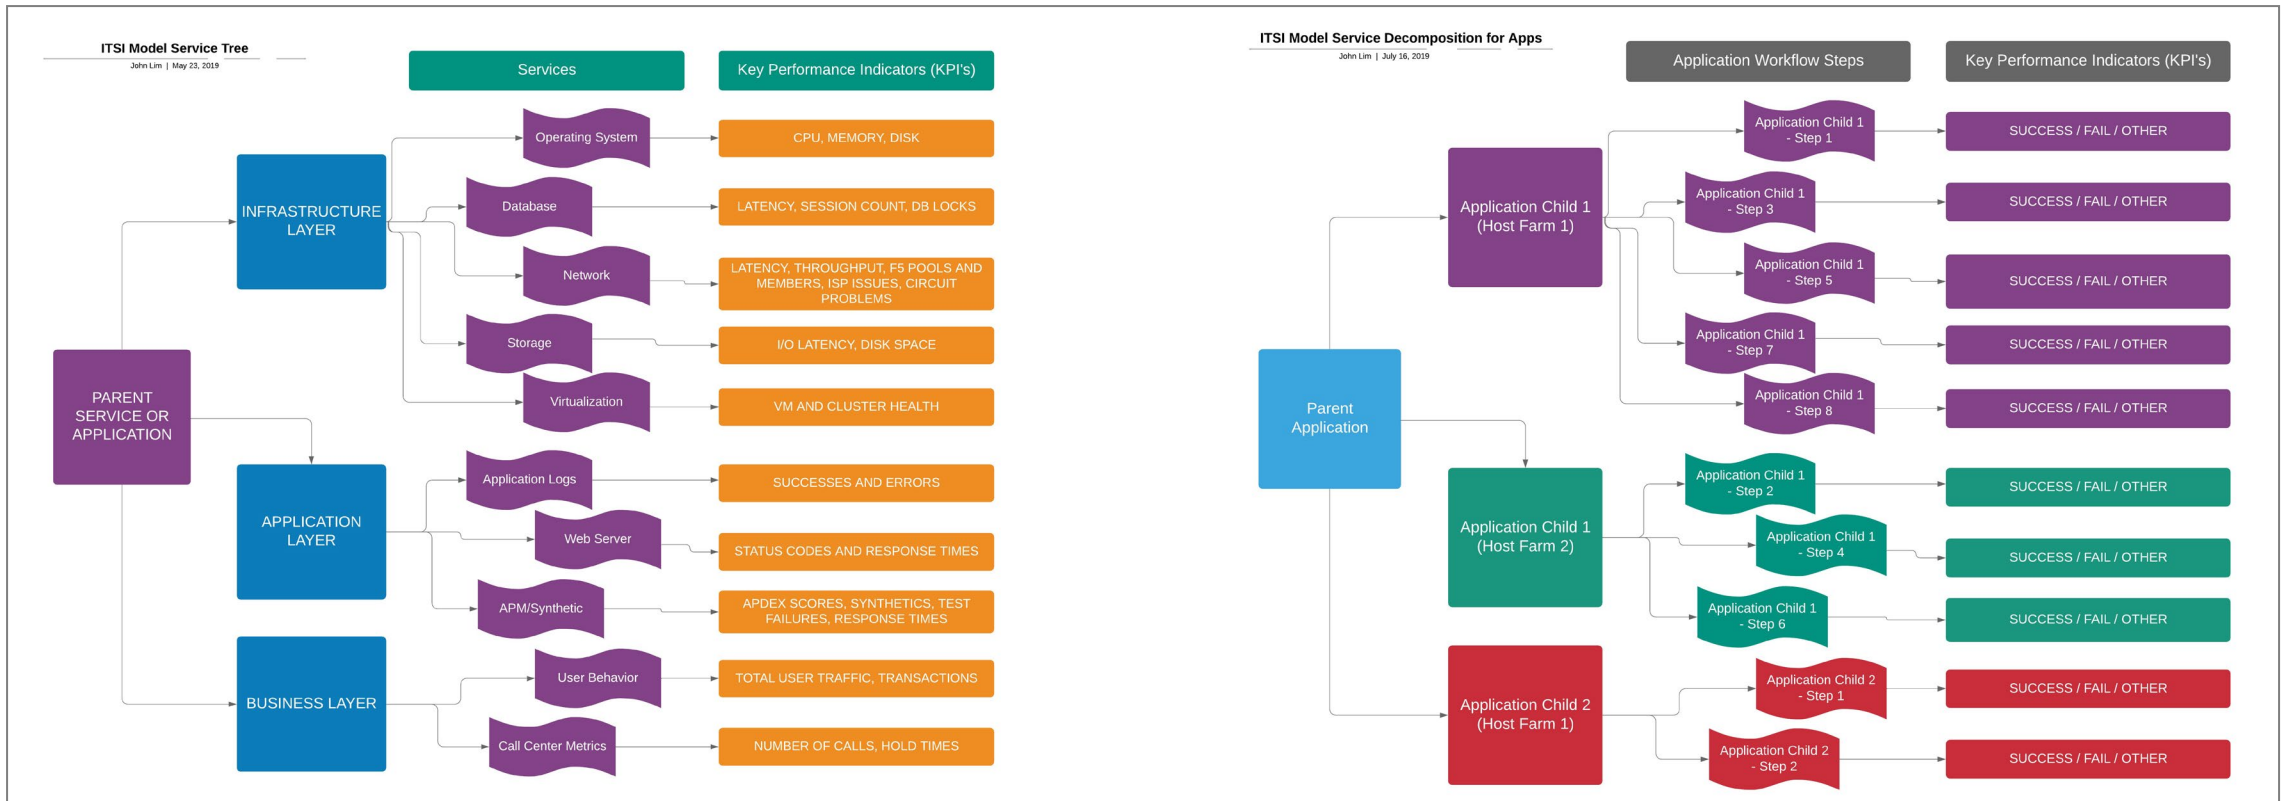 ITSI Model Service Tree
John Lim | May 23, 2019
Services
Key Performance Indicators (KPI's)
PARENT
SERVICE OR
APPLICATION
INFRASTRUCTURE
LAYER
Operating System
CPU, MEMORY, DISK
Database
LATENCY, SESSION COUNT, DB LOCKS
Network
LATENCY, THROUGHPUT, F5 POOLS AND
MEMBERS, ISP ISSUES, CIRCUIT
PROBLEMS
Storage
I/O LATENCY, DISK SPACE
Virtualization
VM AND CLUSTER HEALTH
APPLICATION
LAYER
Application Logs
SUCCESSES AND ERRORS
Web Server
STATUS CODES AND RESPONSE TIMES
APM/Synthetic
APDEX SCORES, SYNTHETICS, TEST
FAILURES, RESPONSE TIMES
BUSINESS LAYER
User Behavior
TOTAL USER TRAFFIC, TRANSACTIONS
Call Center Metrics
NUMBER OF CALLS, HOLD TIMES
ITSI Model Service Decomposition for Apps
John Lim | July 16, 2019
Application Workflow Steps
Key Performance Indicators (KPI's)
Parent
Application
Application Child 1
(Host Farm 1)
Application Child 1
- Step 1
SUCCESS / FAIL / OTHER
Application Child 1
- Step 3
SUCCESS / FAIL / OTHER
Application Child 1
- Step 5
SUCCESS / FAIL / OTHER
Application Child 1
- Step 7
SUCCESS / FAIL / OTHER
Application Child 1
- Step 8
SUCCESS / FAIL / OTHER
Application Child 1
(Host Farm 2)
Application Child 1
- Step 2
SUCCESS / FAIL / OTHER
Application Child 1
- Step 4
SUCCESS / FAIL / OTHER
Application Child 1
- Step 6
SUCCESS / FAIL / OTHER
Application Child 2
(Host Farm 1)
Application Child 2
- Step 1
SUCCESS / FAIL / OTHER
Application Child 2
- Step 2
SUCCESS / FAIL / OTHER